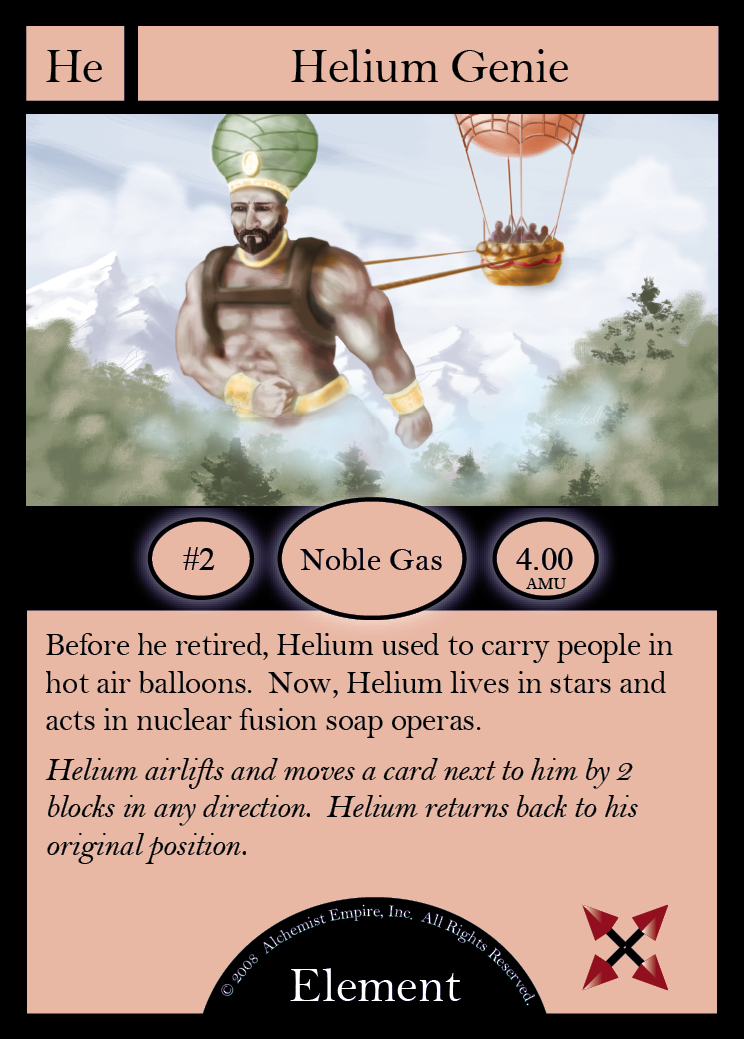 He
Helium Genie
#2
Noble Gas
4.00
AMU
Before he retired, Helium used to carry people in
hot air balloons.  Now, Helium lives in stars and
acts in nuclear fusion soap operas.
Helium airlifts and moves a card next to him by 2
blocks in any direction.  Helium returns back to his
original position.
© 2008  Alchemist Empire, Inc.  All Rights Reserved.
Element